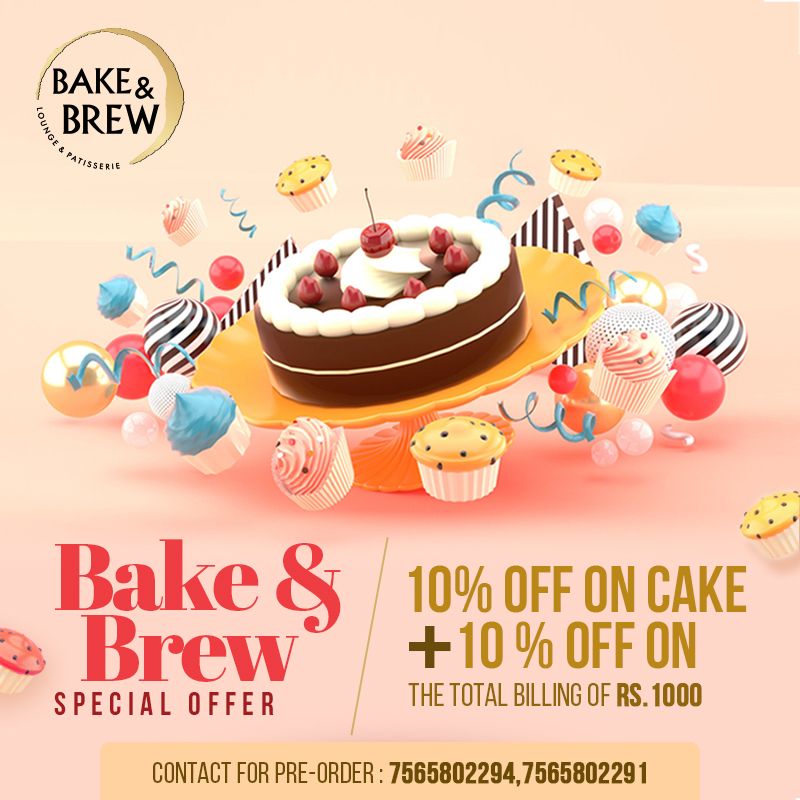 BAKE &
BREW
LOUNGE & PATISSERIE
Bake &
Brew
SPECIAL OFFER
10% OFF ON CAKE
+10 % OFF ON
THE TOTAL BILLING OF RS.1000
CONTACT FOR PRE-ORDER : 7565802294,7565802291